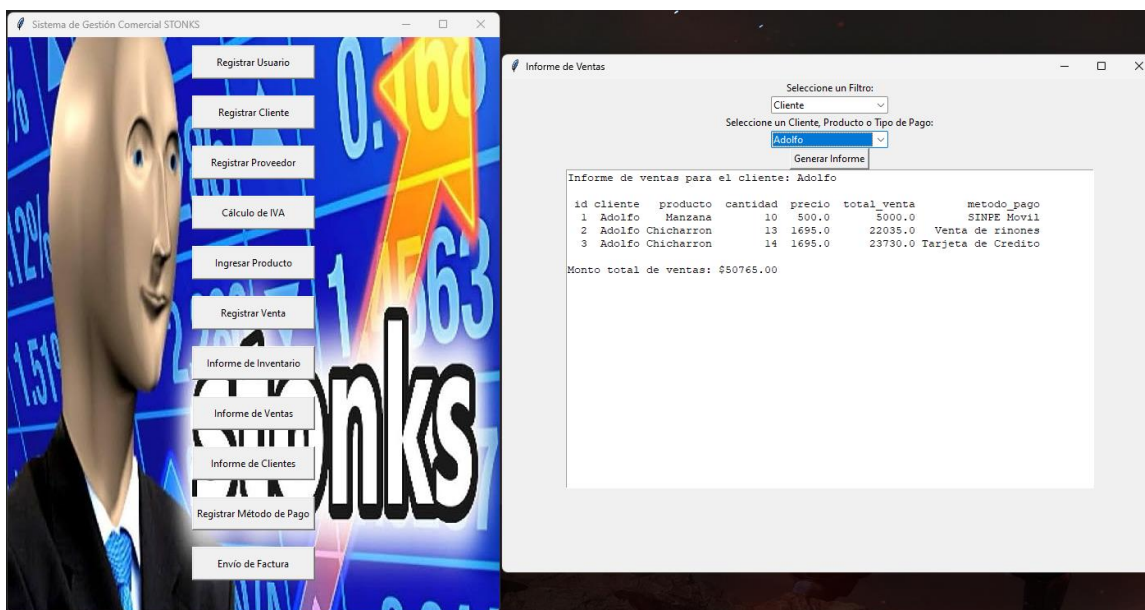 Sistema de Gestión Comercial STONKS
Registrar Usuario
Registrar Cliente
Registrar Proveedor
Cálculo de IVA
Ingresar Producto
Registrar Venta
Informe de Inventario
Informe de Ventas
Informe de Clientes
Registrar Método de Pago
Envío de Factura
Informe de Ventas
Seleccione un Filtro:
Cliente
Seleccione un Cliente, Producto o Tipo de Pago:
Adolfo
Generar Informe
Informe de ventas para el cliente: Adolfo
id cliente producto cantidad precio total_venta metodo_pago
1 Adolfo Manzana 10 500.0 5000.0 SINPE Movil
2 Adolfo Chicharron 13 1695.0 22035.0 Venta de rinones
3 Adolfo Chicharron 14 1695.0 23730.0 Tarjeta de Credito
Monto total de ventas: $50765.00